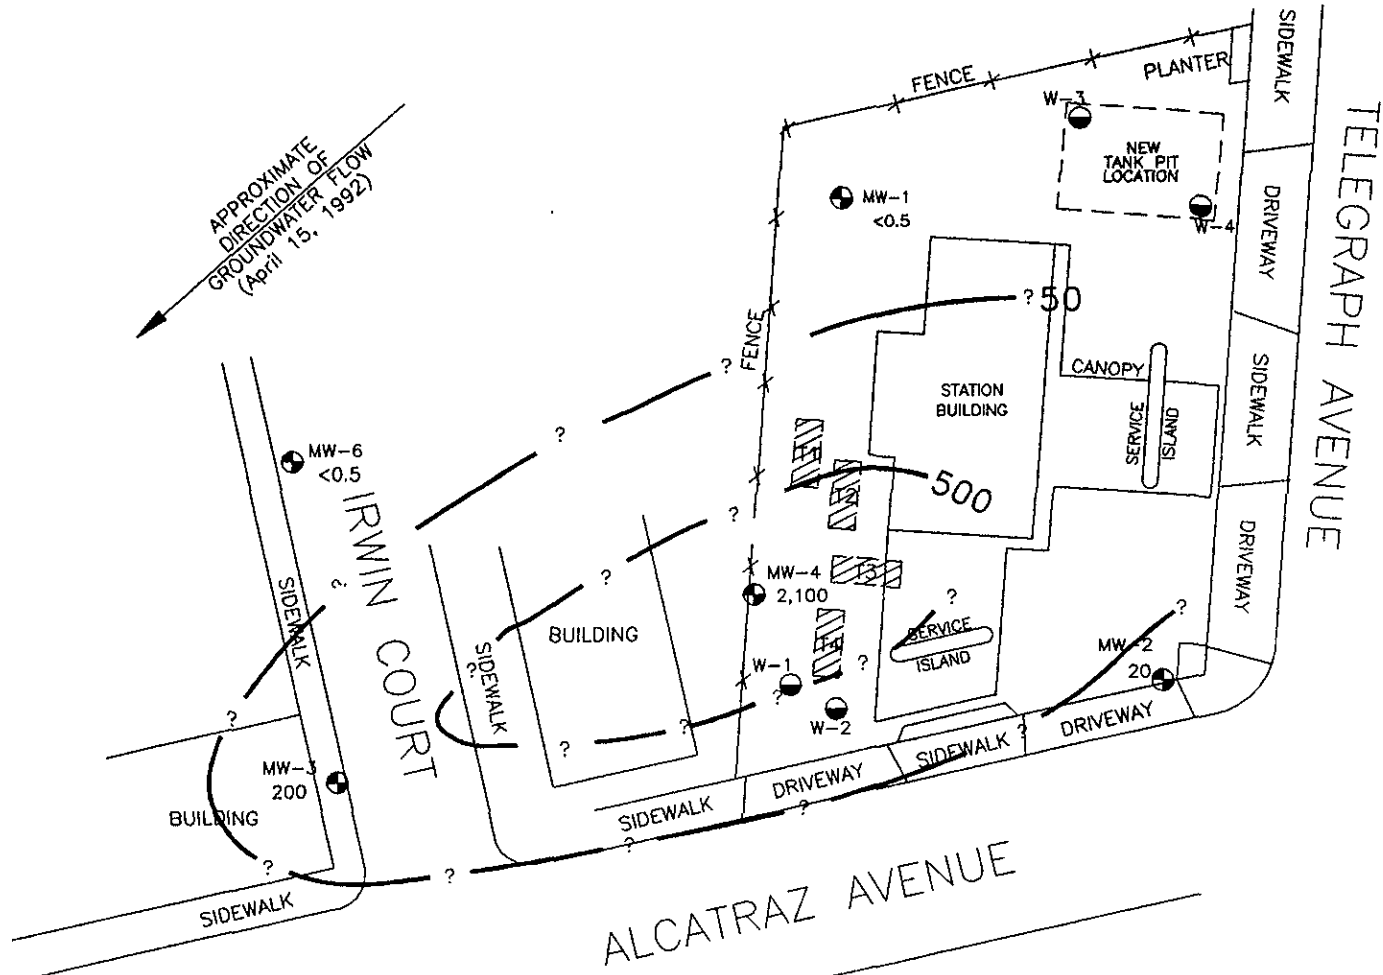 SIDEWALK
FENCE
PLANTER
W-3
NEW
TANK PIT
LOCATION
W-4
TELEGRAPH AVENUE
DRIVEWAY
APPROXIMATE
DIRECTION OF
GROUNDWATER FLOW
(April 15, 1992)
MW-1
<0.5
? 50
FENCE
?
CANOPY
SIDEWALK
STATION
BUILDING
SERVICE
ISLAND
?
MW-6
<0.5
T1
T2
500
?
IRWIN COURT
DRIVEWAY
MW-4
2,100
T3
?
?
SIDEWALK
?
?
BUILDING
SIDEWALK
?
T4
SERVICE
ISLAND
MW-2
20
W-1
?
?
W-2
?
?
?
?
MW-3
200
BUILDING
SIDEWALK
DRIVEWAY
SIDEWALK
DRIVEWAY
?
?
?
?
SIDEWALK
ALCATRAZ AVENUE